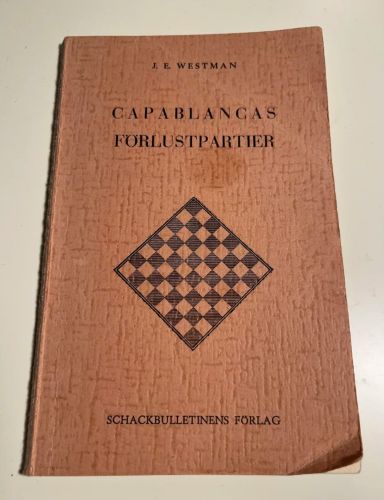 J. E. WESTMAN
CAPABLANCAS
FÖRLUSTPARTIER
SCHACKBULLETINENS FÖRLAG